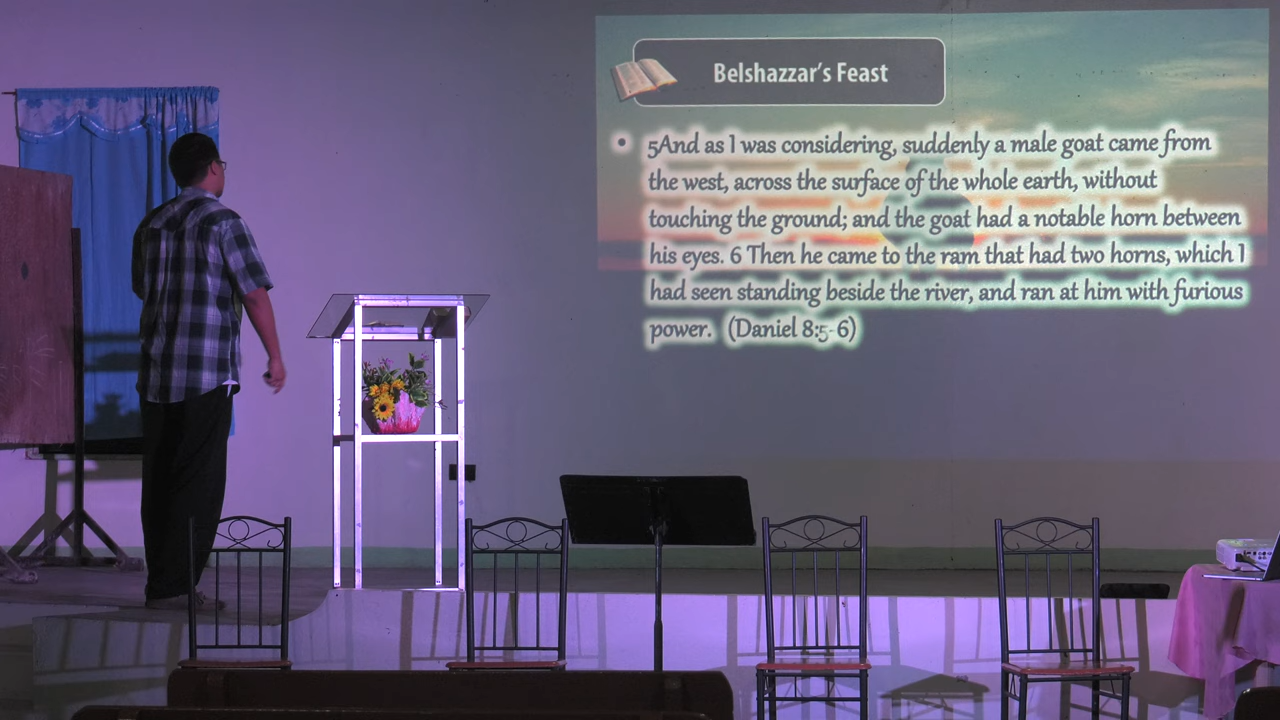 Belshazzar's Feast
• 5And as I was considering, suddenly a male goat came from
the west, across the surface of the whole earth, without
touching the ground; and the goat had a notable horn between
his eyes. 6 Then he came to the ram that had two horns, which I
had seen standing beside the river, and ran at him with furious
power. (Daniel 8:5-6)